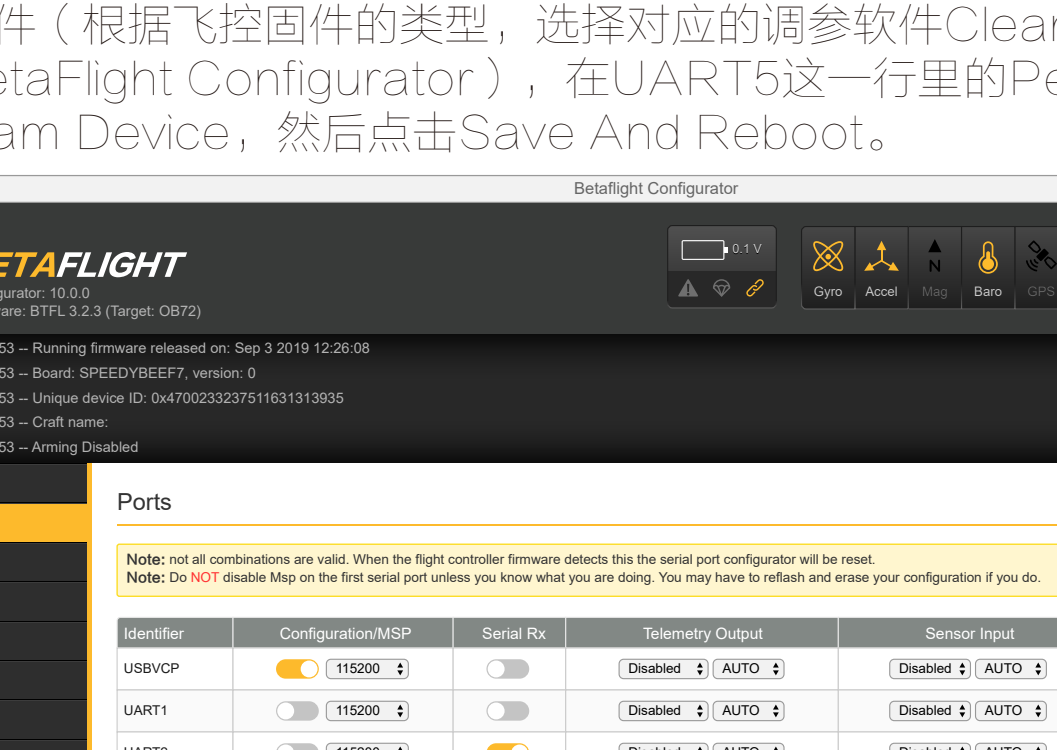 件（根据飞控固件的类型，选择对应的调参软件Clean
etaFlight Configurator），在UART5这一行里的Pe
am Device，然后点击Save And Reboot。
Betaflight Configurator
ETAFLIGHT
gurator: 10.0.0
are: BTFL 3.2.3 (Target: OB72)
0.1 V
Gyro Accel Mag Baro GPS
53 -- Running firmware released on: Sep 3 2019 12:26:08
53 -- Board: SPEEDYBEEF7, version: 0
53 -- Unique device ID: 0x4700233237511631313935
53 -- Craft name:
53 -- Arming Disabled
Ports
Note: not all combinations are valid. When the flight controller firmware detects this the serial port configurator will be reset.
Note: Do NOT disable Msp on the first serial port unless you know what you are doing. You may have to reflash and erase your configuration if you do.
Identifier Configuration/MSP Serial Rx Telemetry Output Sensor Input
USBVCP 115200 Disabled AUTO Disabled AUTO
UART1 115200 Disabled AUTO Disabled AUTO